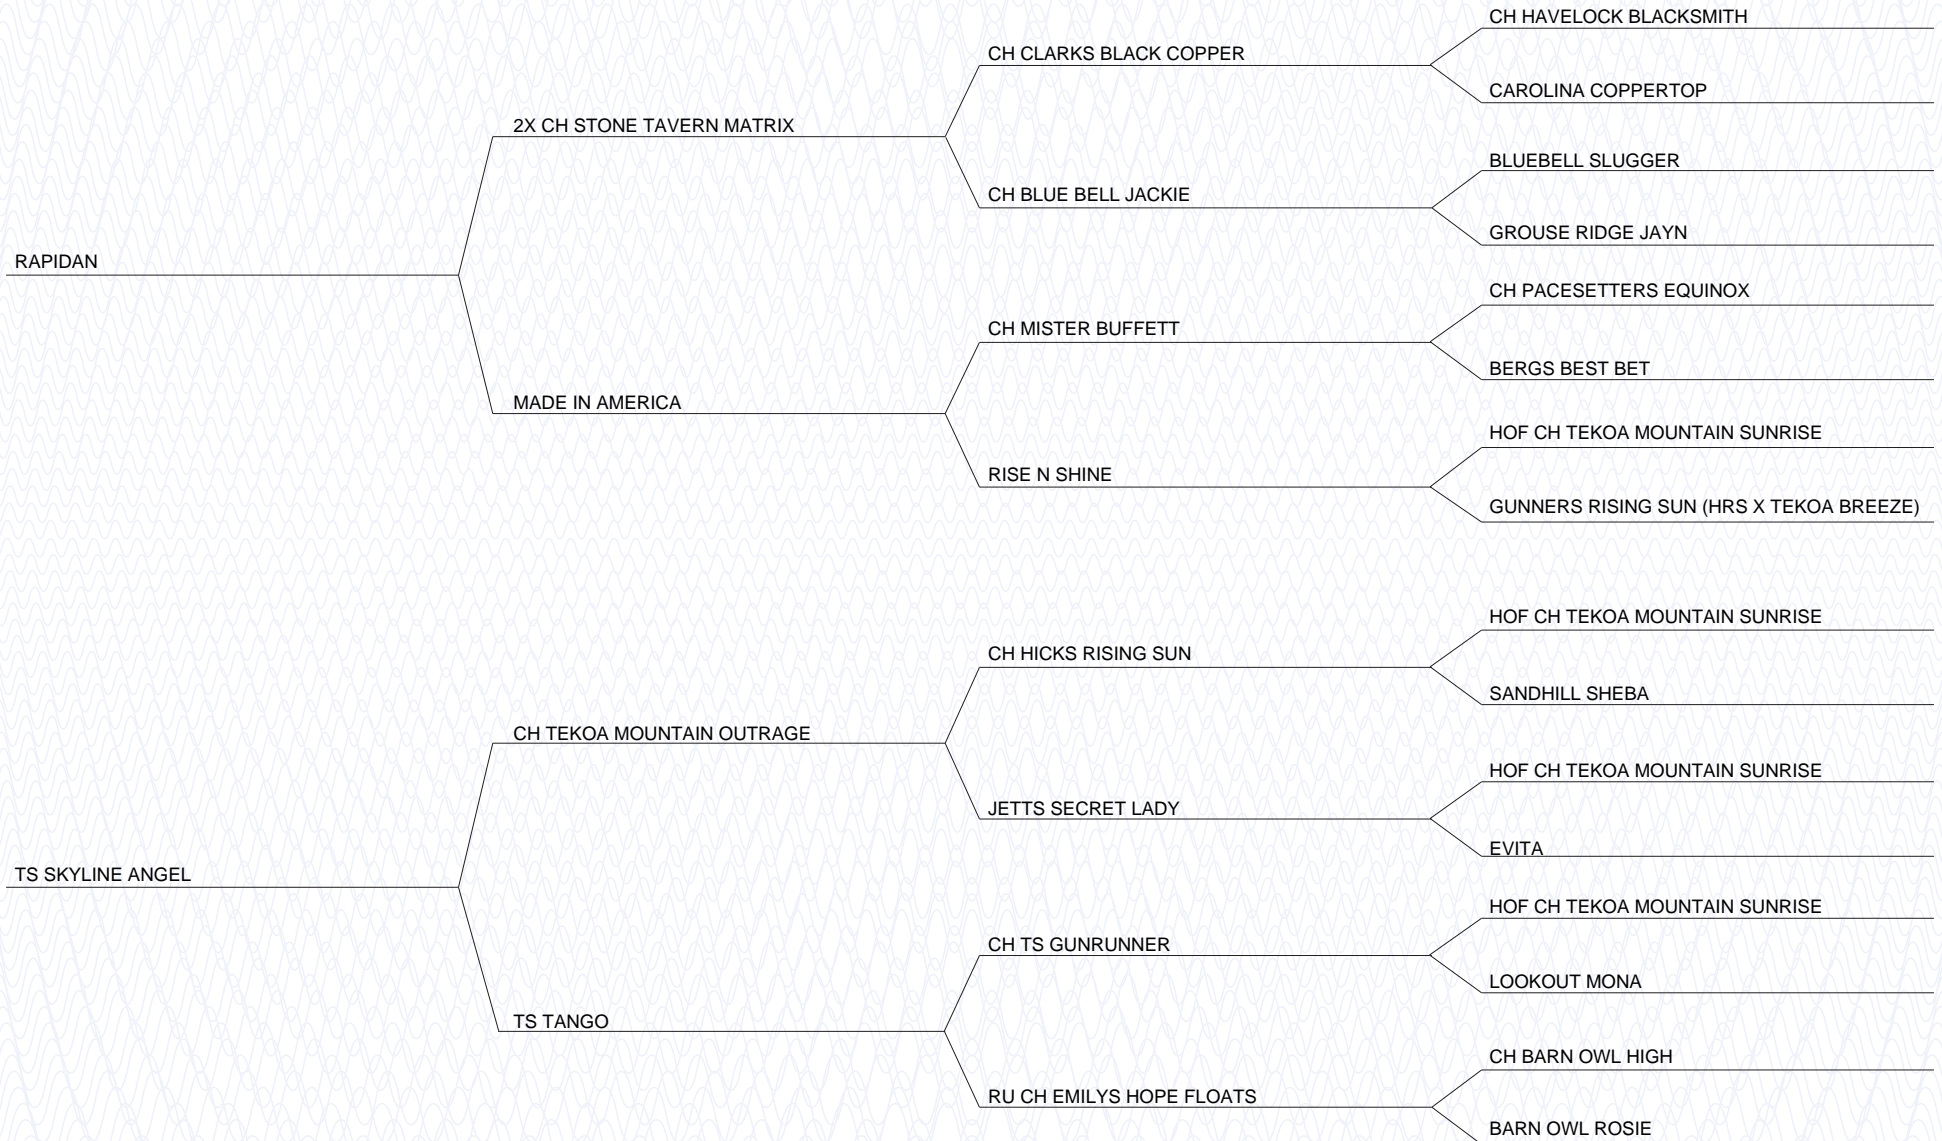 CH HAVELOCK BLACKSMITH
CH CLARKS BLACK COPPER
CAROLINA COPPERTOP
2X CH STONE TAVERN MATRIX
BLUEBELL SLUGGER
CH BLUE BELL JACKIE
GROUSE RIDGE JAYN
RAPIDAN
CH PACESETTERS EQUINOX
CH MISTER BUFFETT
BERGS BEST BET
MADE IN AMERICA
HOF CH TEKOA MOUNTAIN SUNRISE
RISE N SHINE
GUNNERS RISING SUN (HRS X TEKOA BREEZE)
HOF CH TEKOA MOUNTAIN SUNRISE
CH HICKS RISING SUN
SANDHILL SHEBA
CH TEKOA MOUNTAIN OUTRAGE
HOF CH TEKOA MOUNTAIN SUNRISE
JETTS SECRET LADY
EVITA
TS SKYLINE ANGEL
HOF CH TEKOA MOUNTAIN SUNRISE
CH TS GUNRUNNER
LOOKOUT MONA
TS TANGO
CH BARN OWL HIGH
RU CH EMILYS HOPE FLOATS
BARN OWL ROSIE